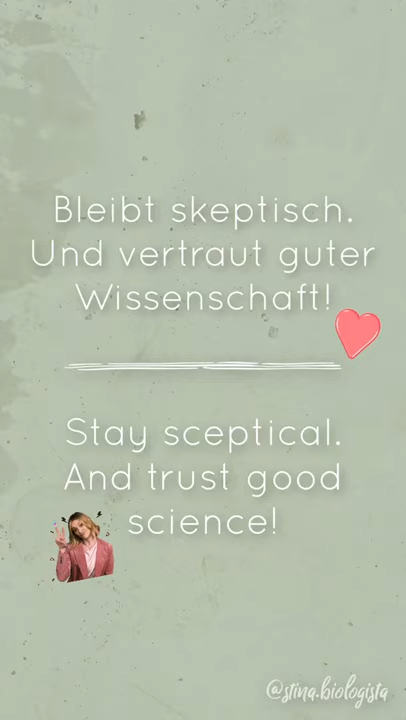 Bleibt skeptisch.
Und vertraut guter
Wissenschaft!
Stay sceptical.
And trust good
science!
@stina.biologista